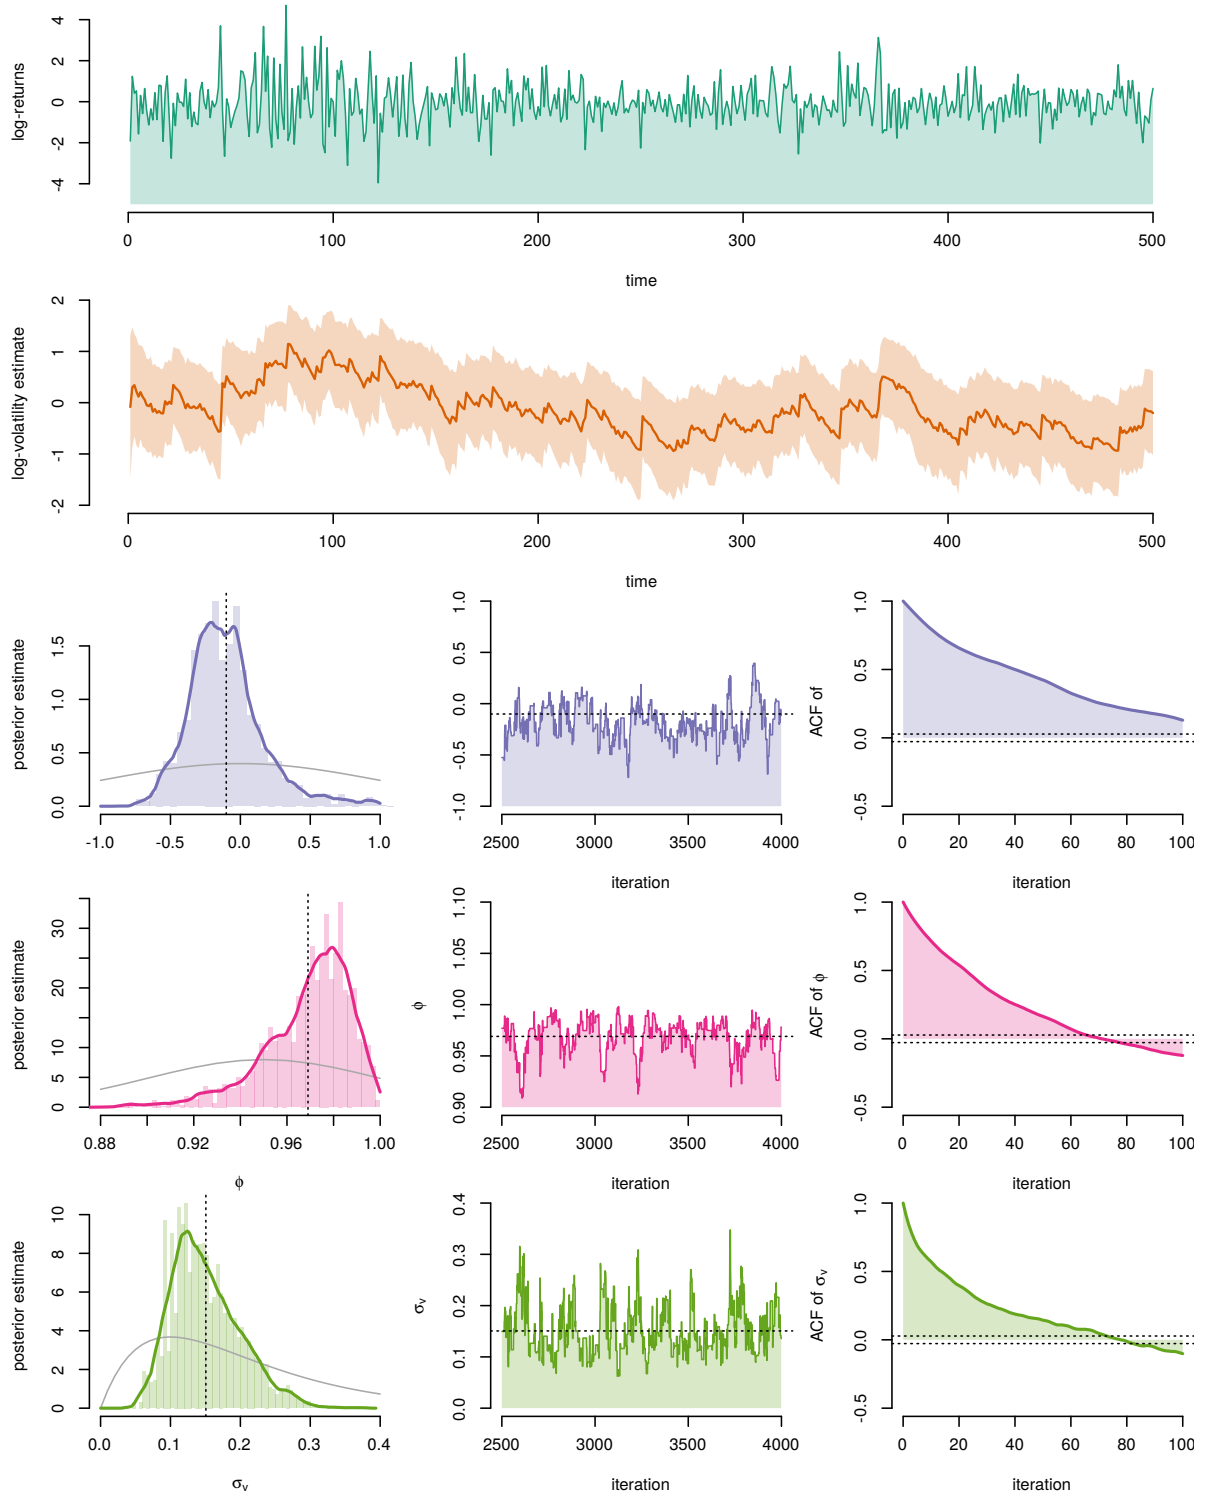 log-returns
4
2
0
-2
-4
0 100 200 300 400 500
time
log-volatility estimate
2
1
0
-1
-2
0 100 200 300 400 500
time
posterior estimate
1.5
1.0
0.5
0.0
-1.0 -0.5 0.0 0.5 1.0
1.0
0.5
0.0
-0.5
-1.0
2500 3000 3500 4000
iteration
ACF of
1.0
0.5
0.0
-0.5
0 20 40 60 80 100
iteration
posterior estimate
30
20
10
5
0
0.88 0.92 0.96 1.00
ϕ
ϕ
1.10
1.05
1.00
0.95
0.90
2500 3000 3500 4000
iteration
ACF of ϕ
1.0
0.5
0.0
-0.5
0 20 40 60 80 100
iteration
posterior estimate
10
8
6
4
2
0
0.0 0.1 0.2 0.3 0.4
σv
σv
0.4
0.3
0.2
0.1
0.0
2500 3000 3500 4000
iteration
ACF of σv
1.0
0.5
0.0
-0.5
0 20 40 60 80 100
iteration